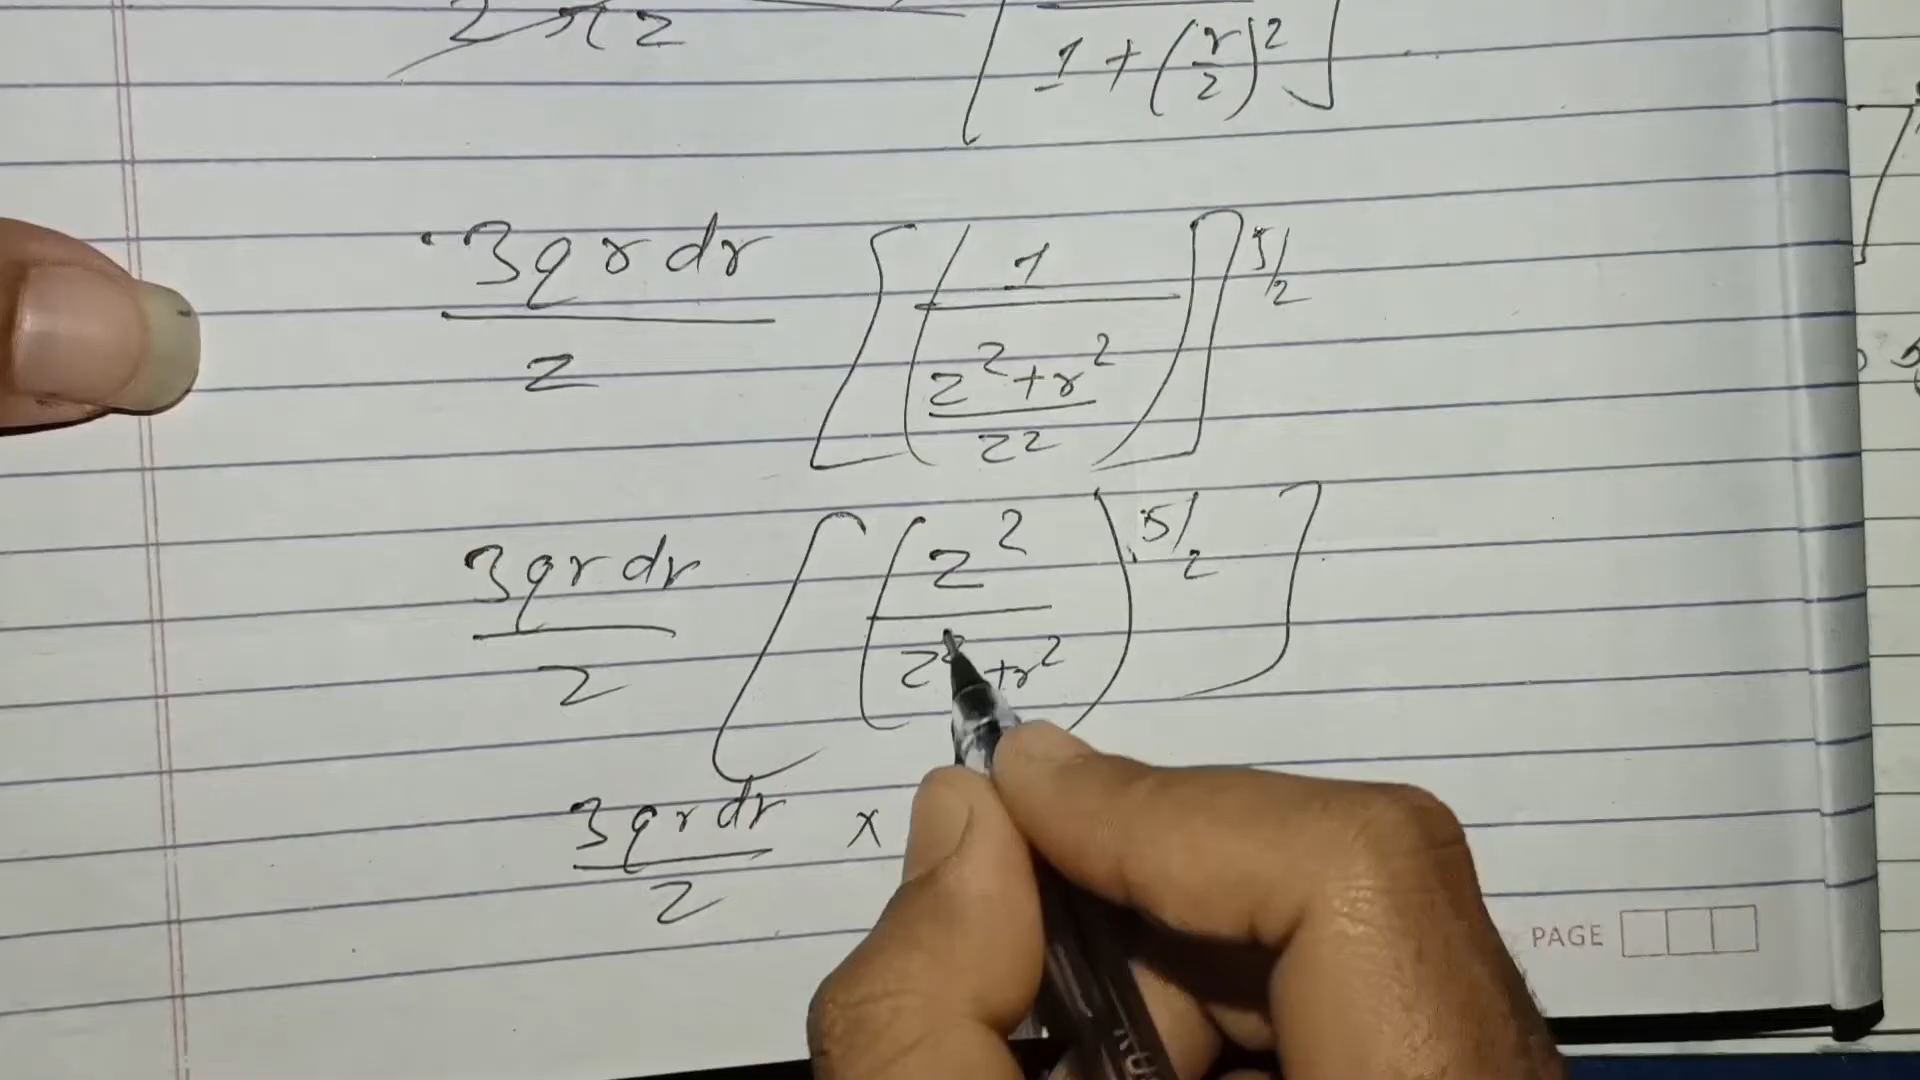 2πz [1 + (r/z)²]
3qrdr/z [(1/((z²+r²)/z²))]^5/2
3qrdr/z [(z²/(z²+r²))^5/2]
3qrdr/z ×
PAGE